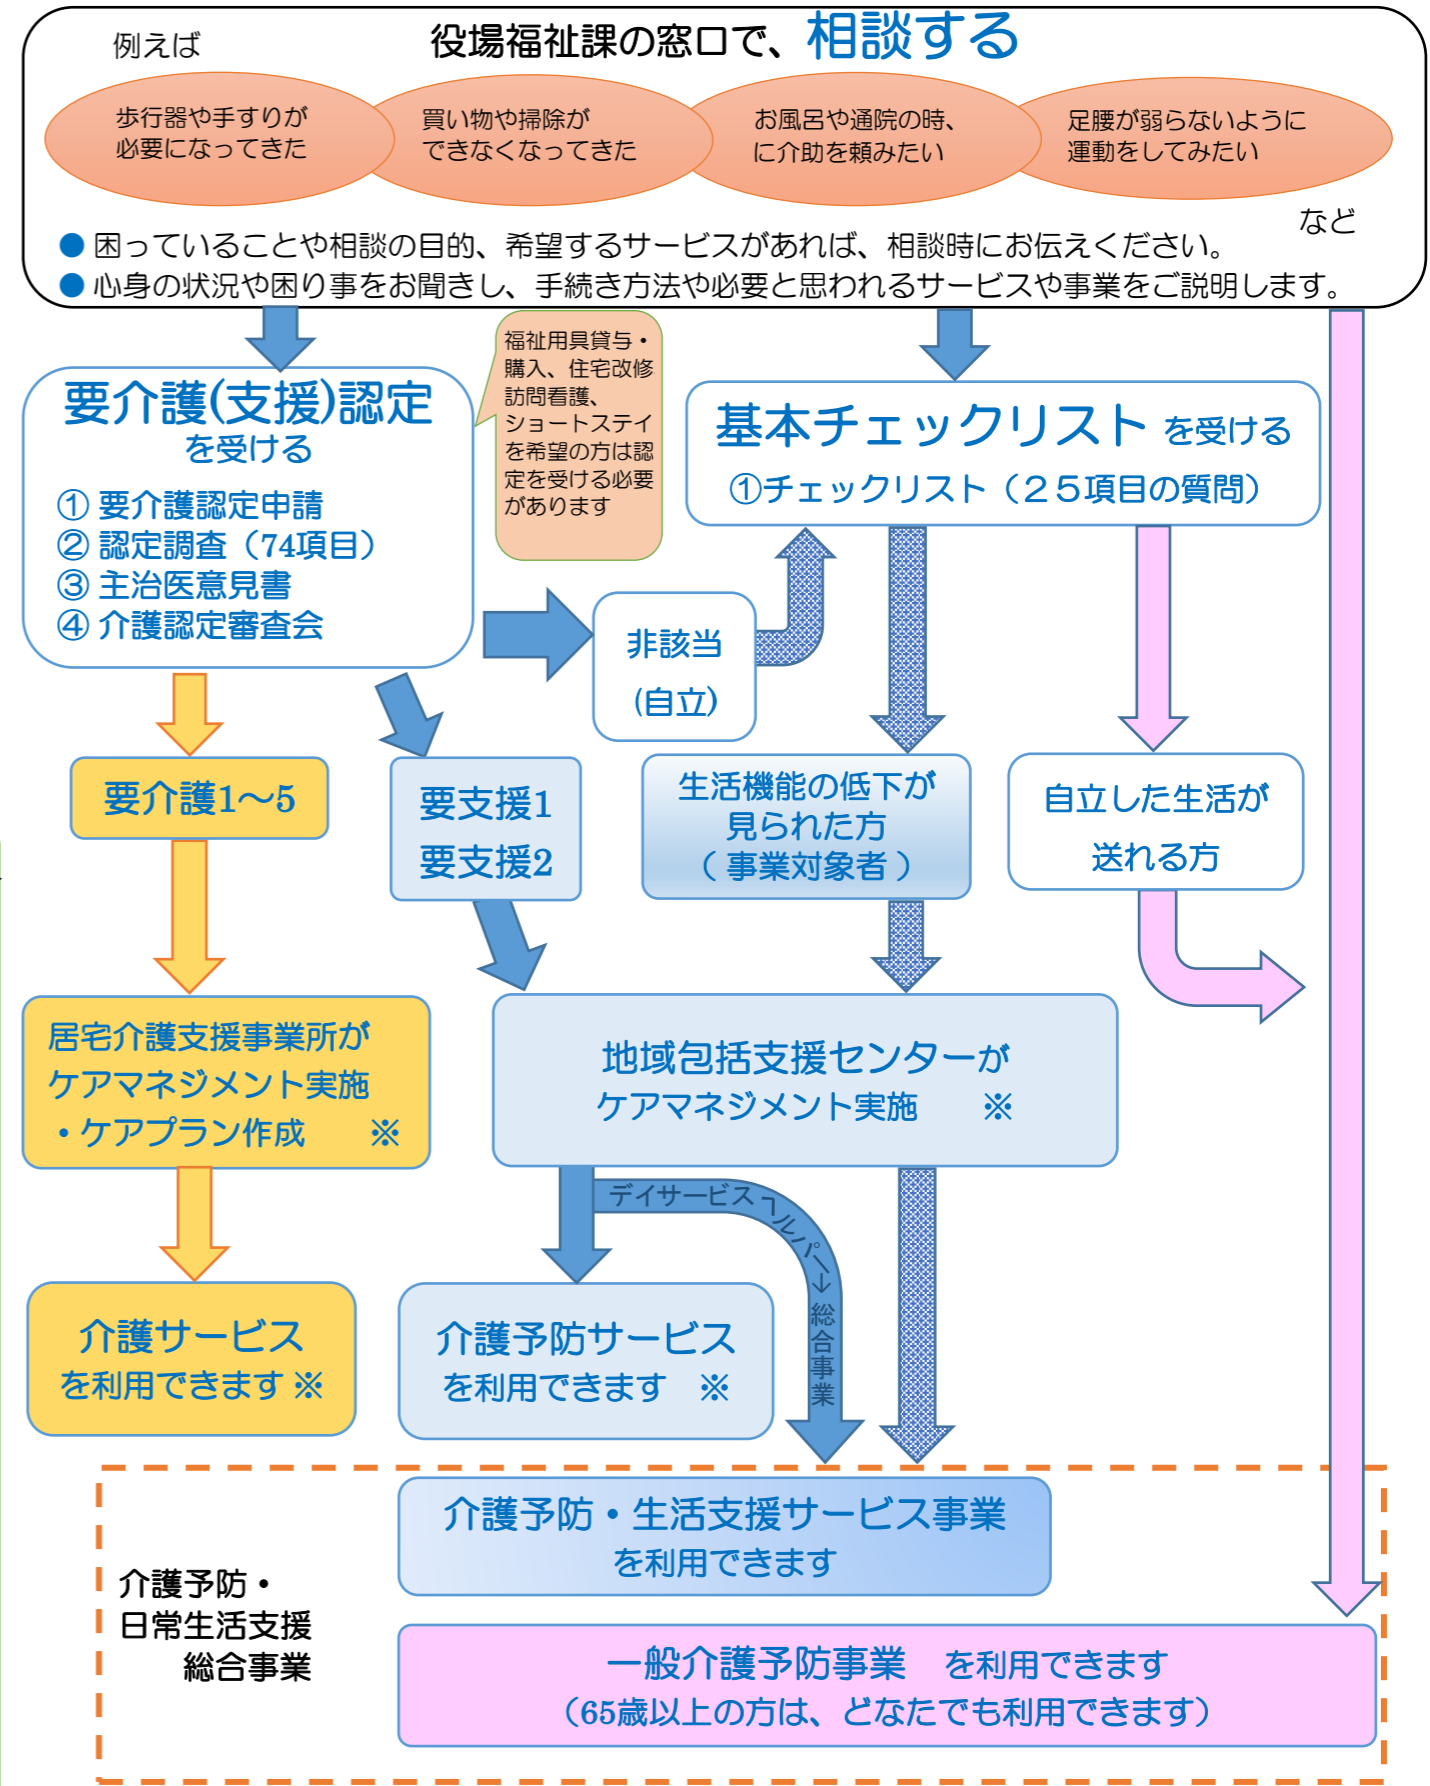 例えば
役場福祉課の窓口で、相談する
歩行器や手すりが
必要になってきた
買い物や掃除が
できなくなってきた
お風呂や通院の時、
に介助を頼みたい
足腰が弱らないように
運動をしてみたい
など
● 困っていることや相談の目的、希望するサービスがあれば、相談時にお伝えください。
● 心身の状況や困り事をお聞きし、手続き方法や必要と思われるサービスや事業をご説明します。
要介護(支援)認定
を受ける
① 要介護認定申請
② 認定調査（74項目）
③ 主治医意見書
④ 介護認定審査会
福祉用具貸与・
購入、住宅改修
訪問看護、
ショートステイ
を希望の方は認
定を受ける必要
があります
基本チェックリスト を受ける
①チェックリスト（２５項目の質問）
非該当
(自立)
要介護1～5
要支援1
要支援2
生活機能の低下が
見られた方
（ 事業対象者 ）
自立した生活が
送れる方
居宅介護支援事業所が
ケアマネジメント実施
・ケアプラン作成 ※
地域包括支援センターが
ケアマネジメント実施 ※
デイサービス ヘルパー→総合事業
介護サービス
を利用できます ※
介護予防サービス
を利用できます ※
介護予防・
日常生活支援
総合事業
介護予防・生活支援サービス事業
を利用できます
一般介護予防事業 を利用できます
（65歳以上の方は、どなたでも利用できます）